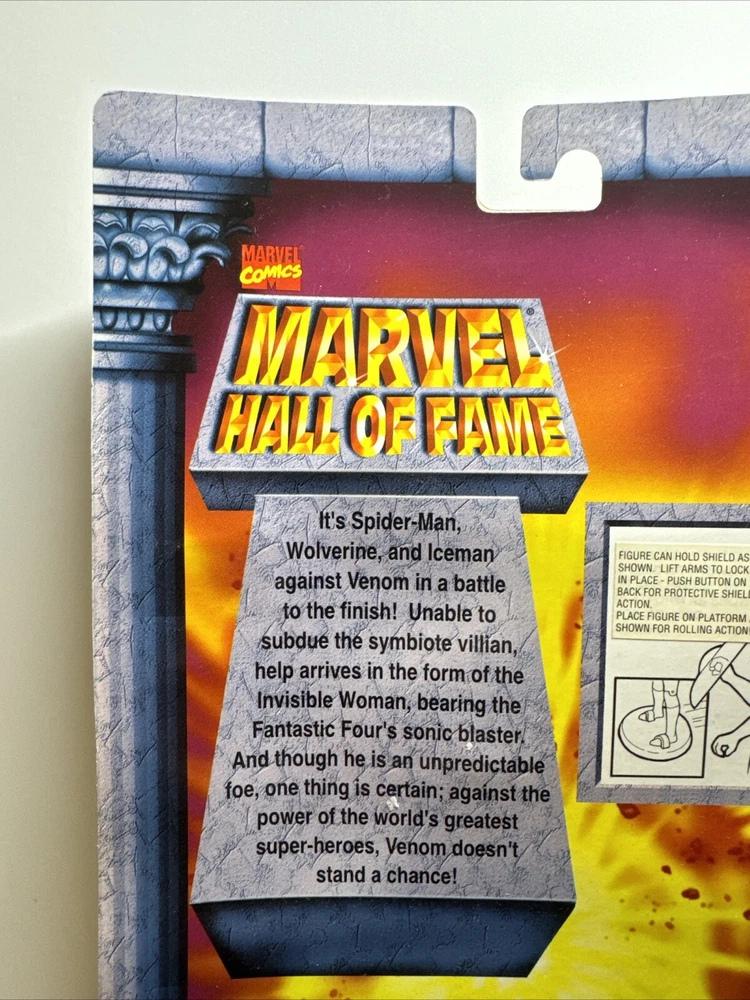 MARVEL
COMICS
MARVEL®
HALL OF FAME
It's Spider-Man,
Wolverine, and Iceman
against Venom in a battle
to the finish! Unable to
subdue the symbiote villian,
help arrives in the form of the
Invisible Woman, bearing the
Fantastic Four's sonic blaster.
And though he is an unpredictable
foe, one thing is certain; against the
power of the world's greatest
super-heroes, Venom doesn't
stand a chance!
FIGURE CAN HOLD SHIELD AS
SHOWN. LIFT ARMS TO LOCK
IN PLACE - PUSH BUTTON ON
BACK FOR PROTECTIVE SHIELD
ACTION.
PLACE FIGURE ON PLATFORM
SHOWN FOR ROLLING ACTION